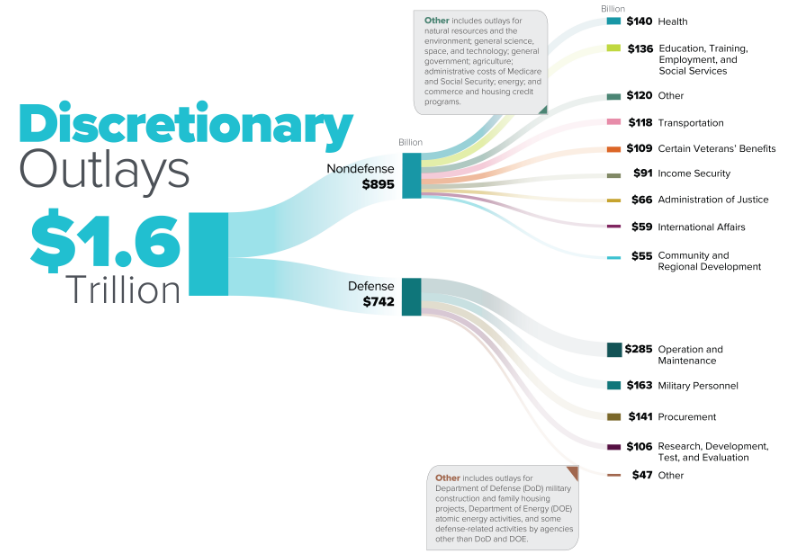 Discretionary
Outlays
$1.6
Trillion
Billion
Nondefense
$895
Defense
$742
Other includes outlays for
natural resources and the
environment; general science,
space, and technology; general
government; agriculture;
administrative costs of Medicare
and Social Security; energy; and
commerce and housing credit
programs.
Billion
$140 Health
$136 Education, Training,
Employment, and
Social Services
$120 Other
$118 Transportation
$109 Certain Veterans' Benefits
$91 Income Security
$66 Administration of Justice
$59 International Affairs
$55 Community and
Regional Development
$285 Operation and
Maintenance
$163 Military Personnel
$141 Procurement
$106 Research, Development,
Test, and Evaluation
$47 Other
Other includes outlays for
Department of Defense (DoD) military
construction and family housing
projects, Department of Energy (DOE)
atomic energy activities, and some
defense-related activities by agencies
other than DoD and DOE.